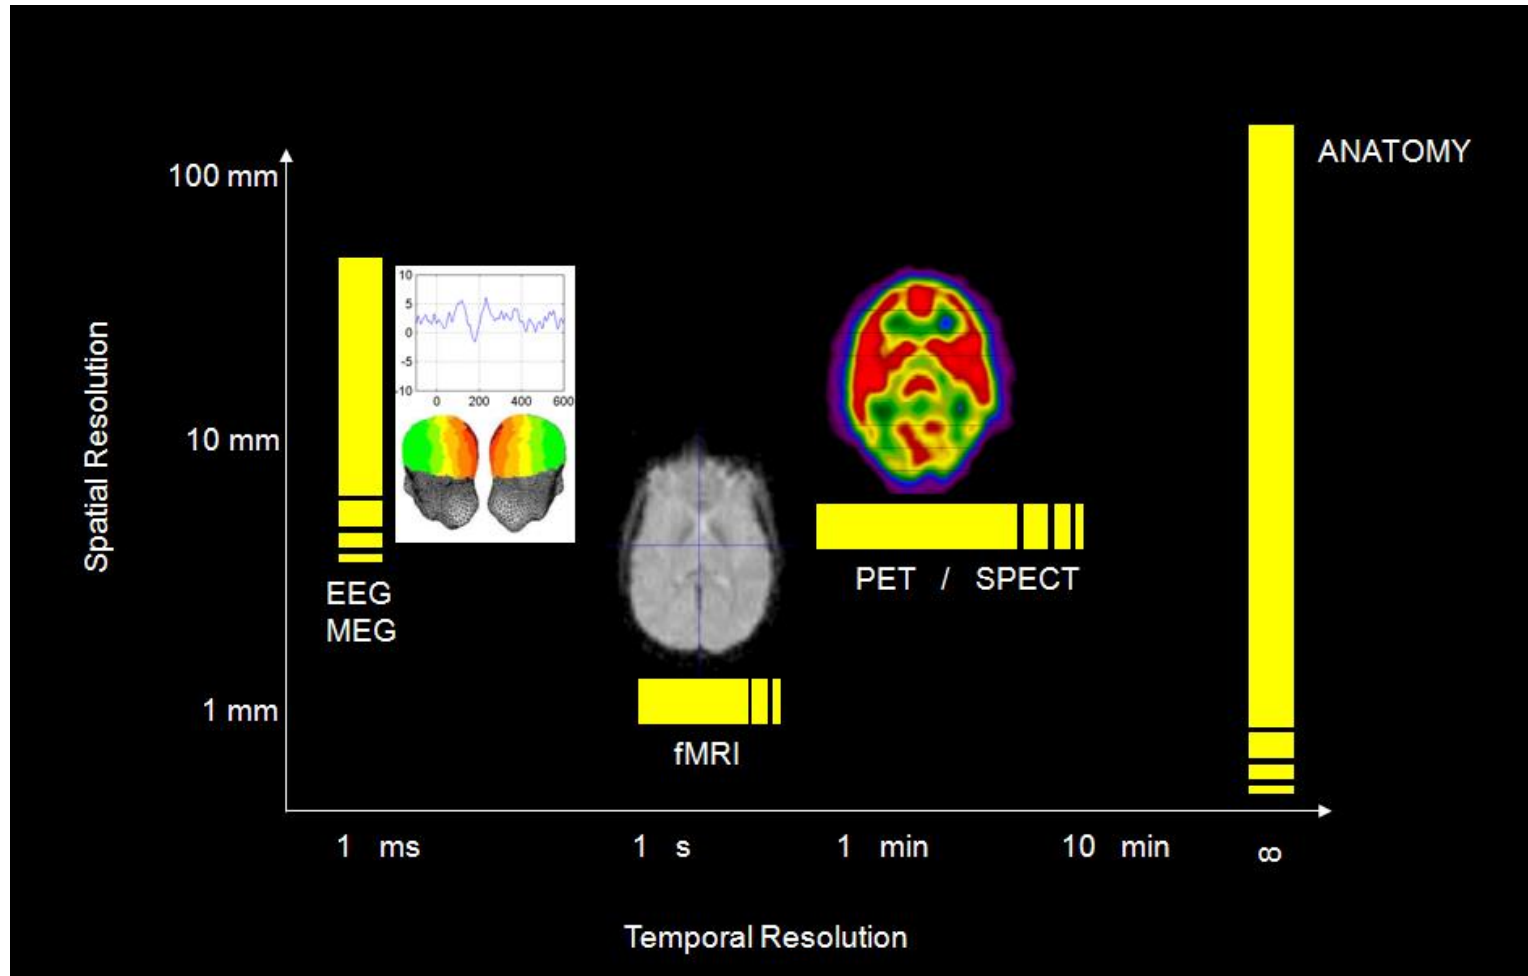 100 mm
ANATOMY
10
5
0
-5
-10
0 200 400 600
10 mm
Spatial Resolution
PET / SPECT
EEG
MEG
1 mm
fMRI
1 ms 1 s 1 min 10 min ∞
Temporal Resolution